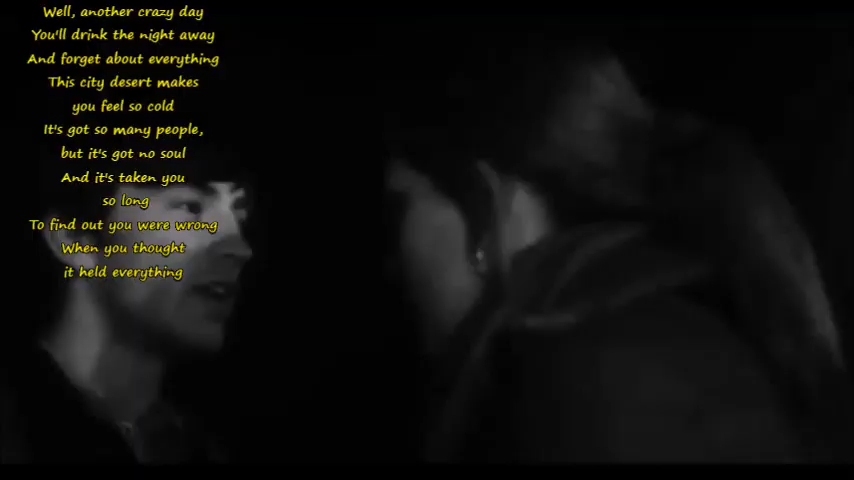 Well, another crazy day
You'll drink the night away
And forget about everything
This city desert makes
you feel so cold
It's got so many people,
but it's got no soul
And it's taken you
so long
To find out you were wrong
When you thought
it held everything